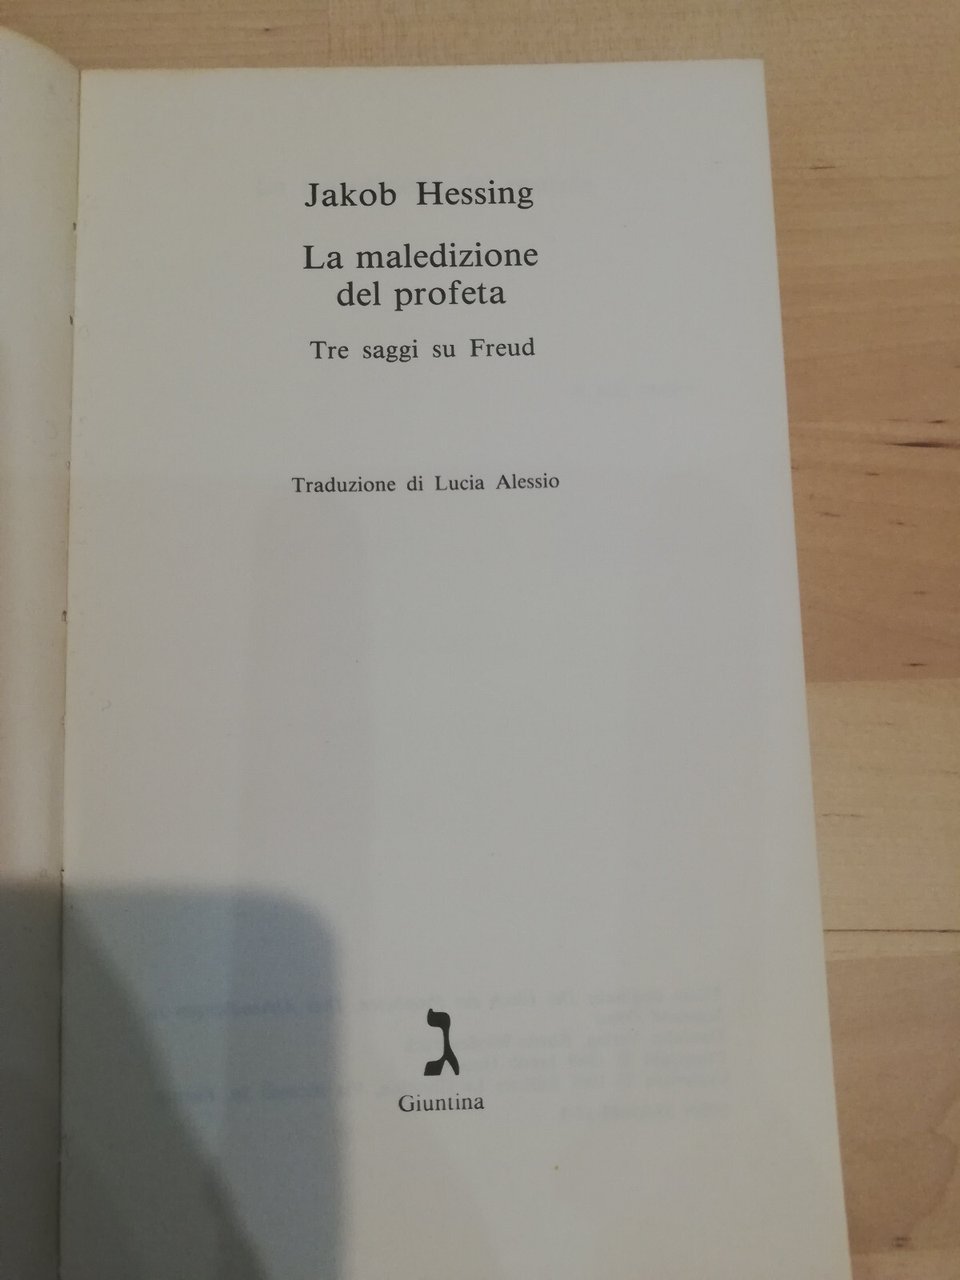 Jakob Hessing
La maledizione
del profeta
Tre saggi su Freud
Traduzione di Lucia Alessio
ג
Giuntina